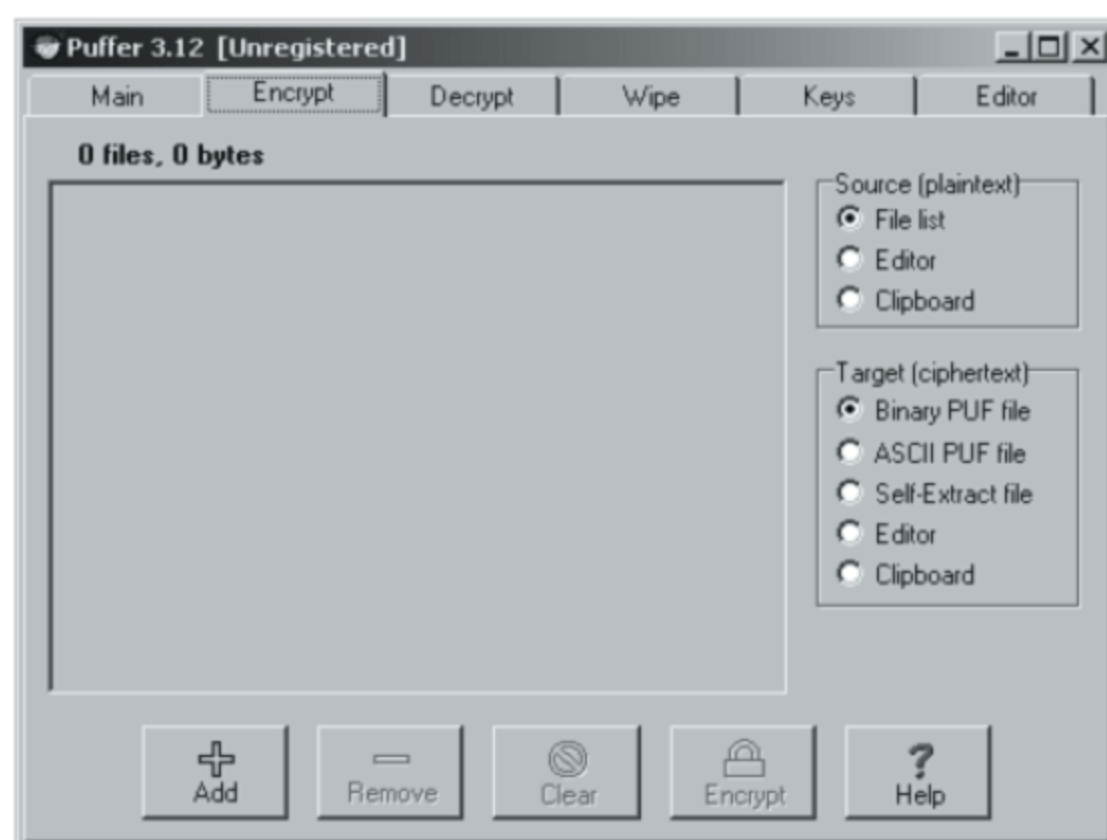 Puffer 3.12 [Unregistered]
Main Encrypt Decrypt Wipe Keys Editor
0 files, 0 bytes
Source (plaintext)
File list
Editor
Clipboard
Target (ciphertext)
Binary PUF file
ASCII PUF file
Self-Extract file
Editor
Clipboard
Add Remove Clear Encrypt Help